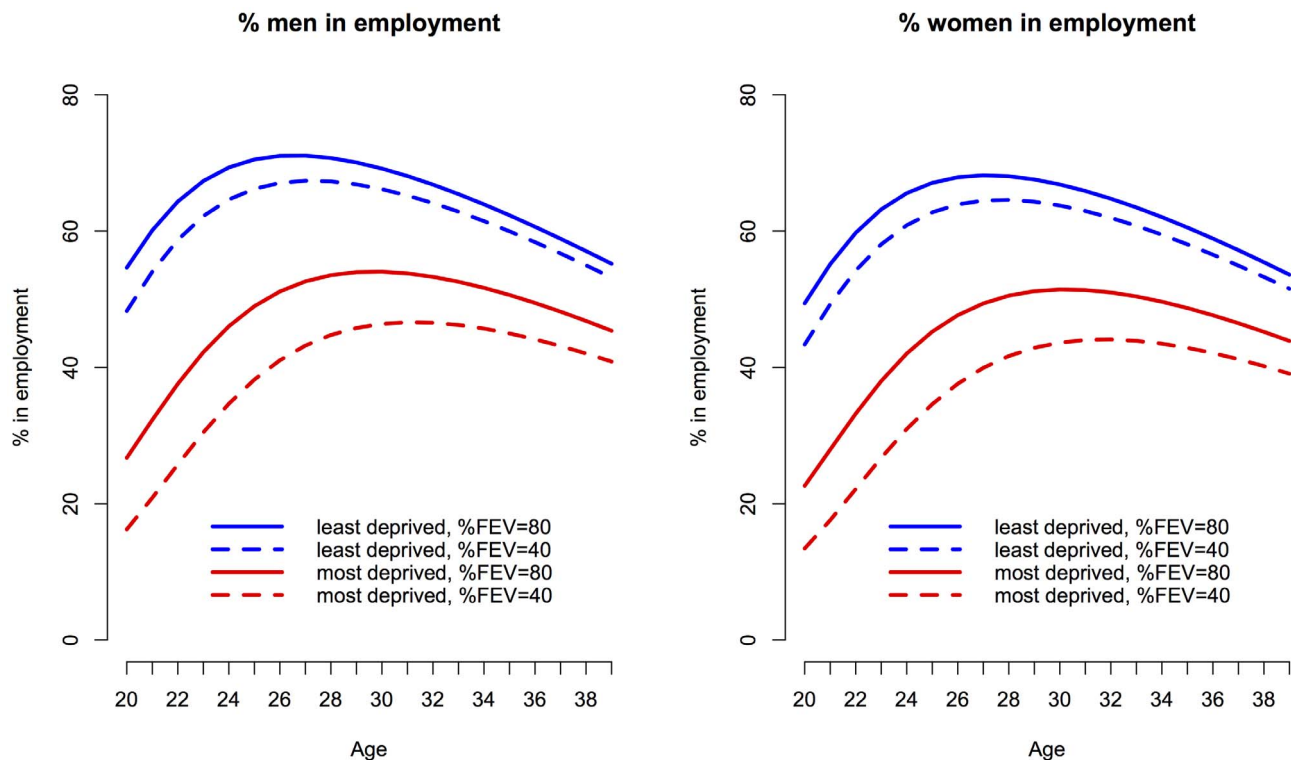 % men in employment
% in employment
80
60
40
20
0
least deprived, %FEV=80
least deprived, %FEV=40
most deprived, %FEV=80
most deprived, %FEV=40
20 22 24 26 28 30 32 34 36 38
Age
% women in employment
% in employment
80
60
40
20
0
least deprived, %FEV=80
least deprived, %FEV=40
most deprived, %FEV=80
most deprived, %FEV=40
20 22 24 26 28 30 32 34 36 38
Age